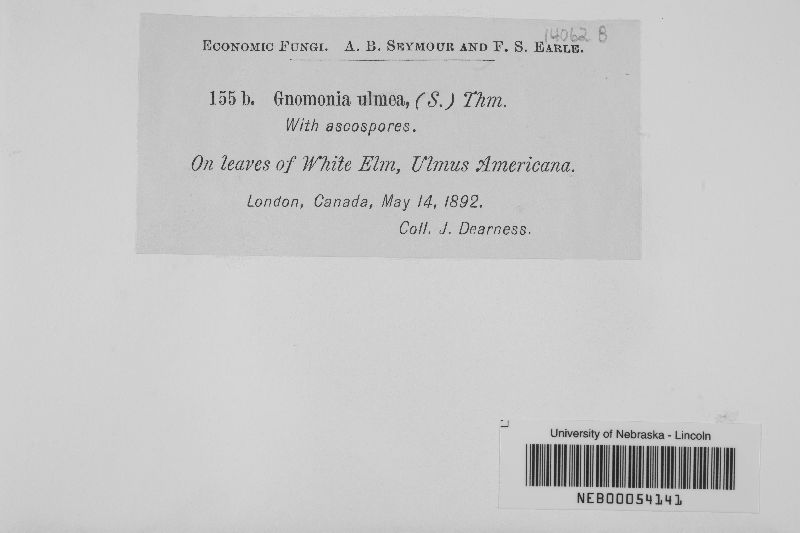 14062 B
ECONOMIC FUNGI. A. B. SEYMOUR AND F. S. EARLE.
155 b. Gnomonia ulmea, (S.) Thm.
With ascospores.
On leaves of White Elm, Ulmus Americana.
London, Canada, May 14, 1892.
Coll. J. Dearness.
University of Nebraska - Lincoln
NEB00054141